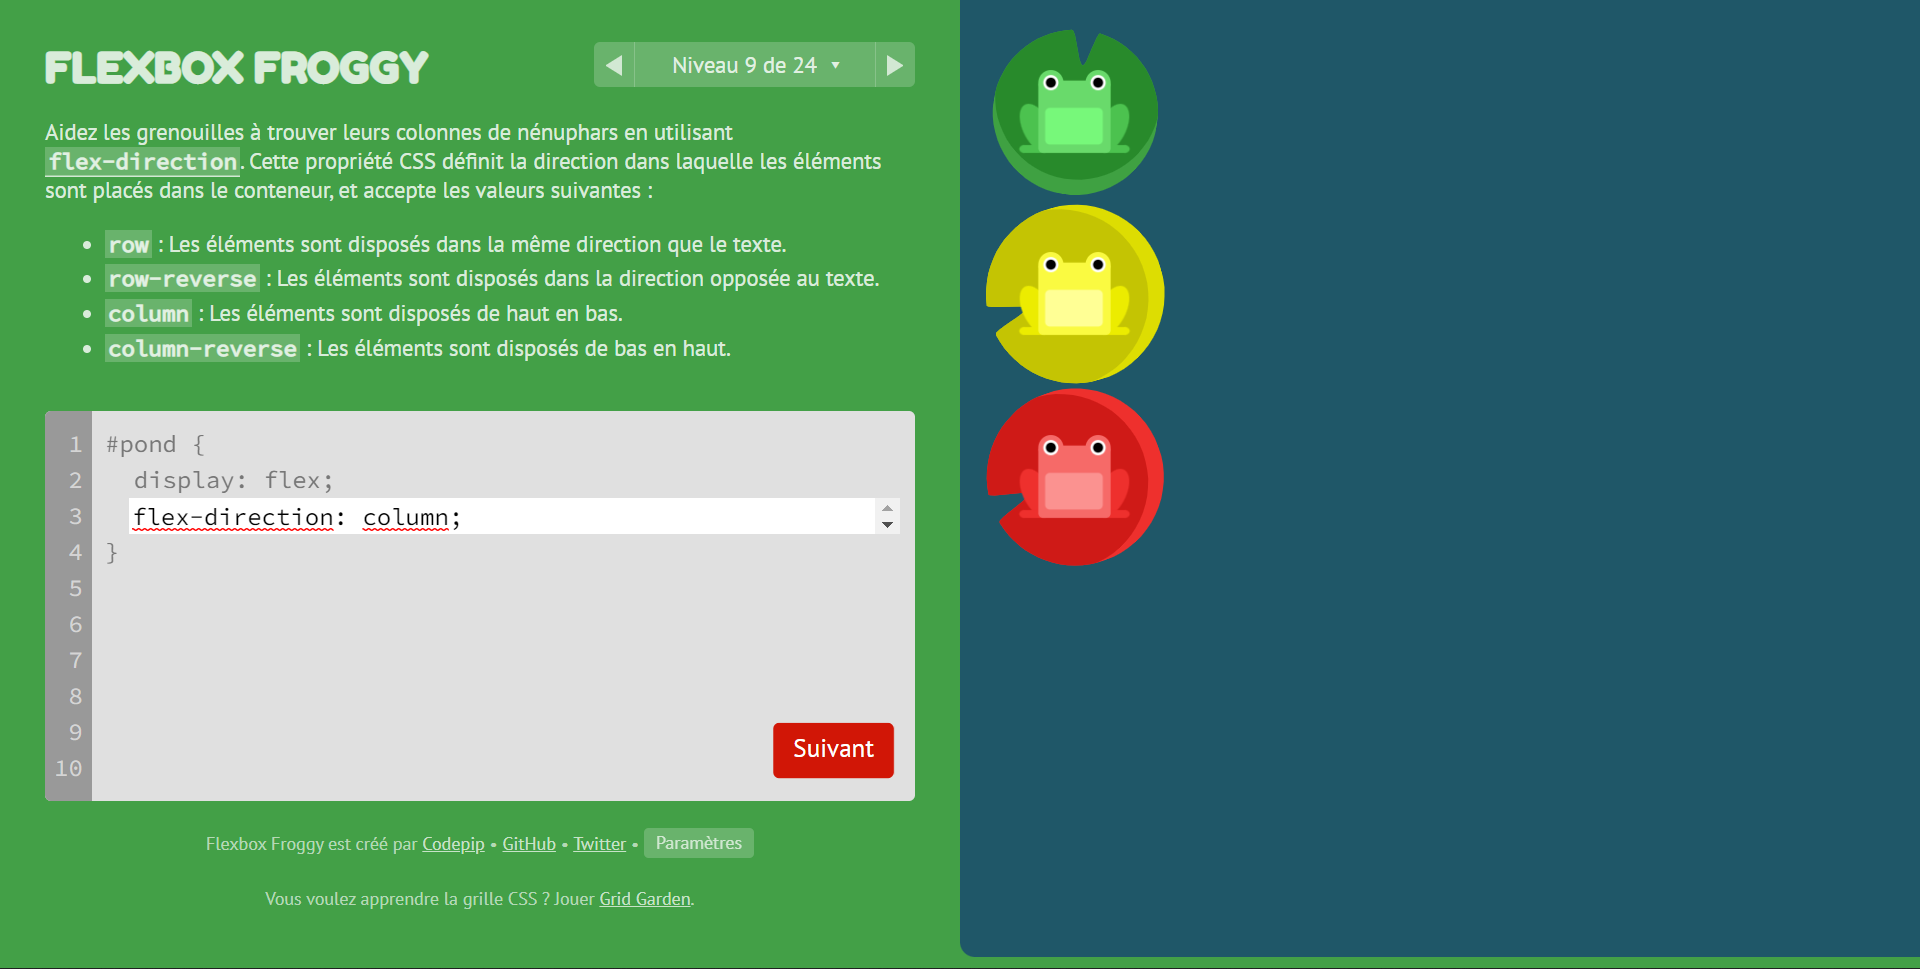 FLEXBOX FROGGY
Niveau 9 de 24 ▼
Aidez les grenouilles à trouver leurs colonnes de nénuphars en utilisant
flex-direction. Cette propriété CSS définit la direction dans laquelle les éléments
sont placés dans le conteneur, et accepte les valeurs suivantes :
• row : Les éléments sont disposés dans la même direction que le texte.
• row-reverse : Les éléments sont disposés dans la direction opposée au texte.
• column : Les éléments sont disposés de haut en bas.
• column-reverse : Les éléments sont disposés de bas en haut.
1 #pond {
2 display: flex;
3 flex-direction: column;
4 }
5
6
7
8
9
10
Suivant
Flexbox Froggy est créé par Codepip • GitHub • Twitter • Paramètres
Vous voulez apprendre la grille CSS ? Jouer Grid Garden.